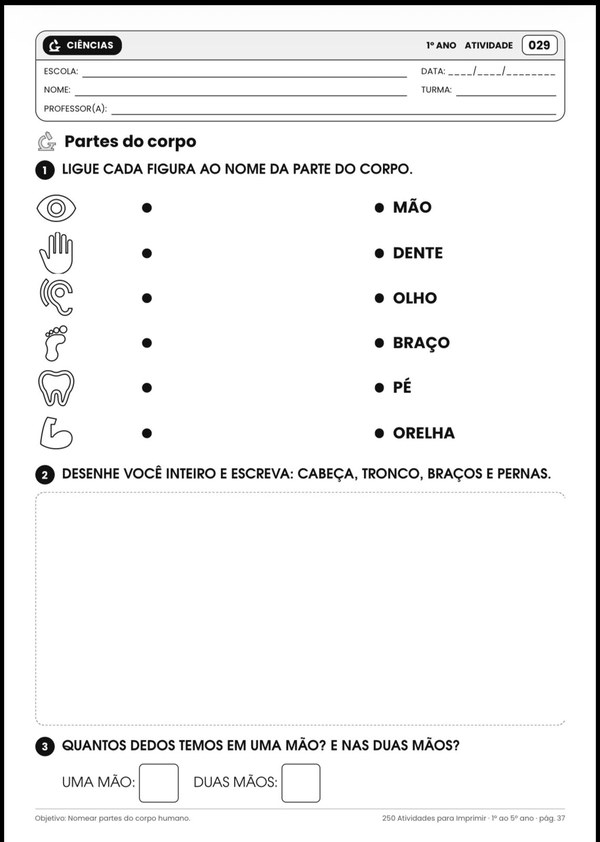 CIÊNCIAS
1º ANO ATIVIDADE 029
ESCOLA: DATA: ____/____/________
NOME: TURMA:
PROFESSOR(A):
Partes do corpo
1 LIGUE CADA FIGURA AO NOME DA PARTE DO CORPO.
MÃO
DENTE
OLHO
BRAÇO
PÉ
ORELHA
2 DESENHE VOCÊ INTEIRO E ESCREVA: CABEÇA, TRONCO, BRAÇOS E PERNAS.
3 QUANTOS DEDOS TEMOS EM UMA MÃO? E NAS DUAS MÃOS?
UMA MÃO: DUAS MÃOS:
Objetivo: Nomear partes do corpo humano.
250 Atividades para Imprimir · 1º ao 5º ano · pág. 37